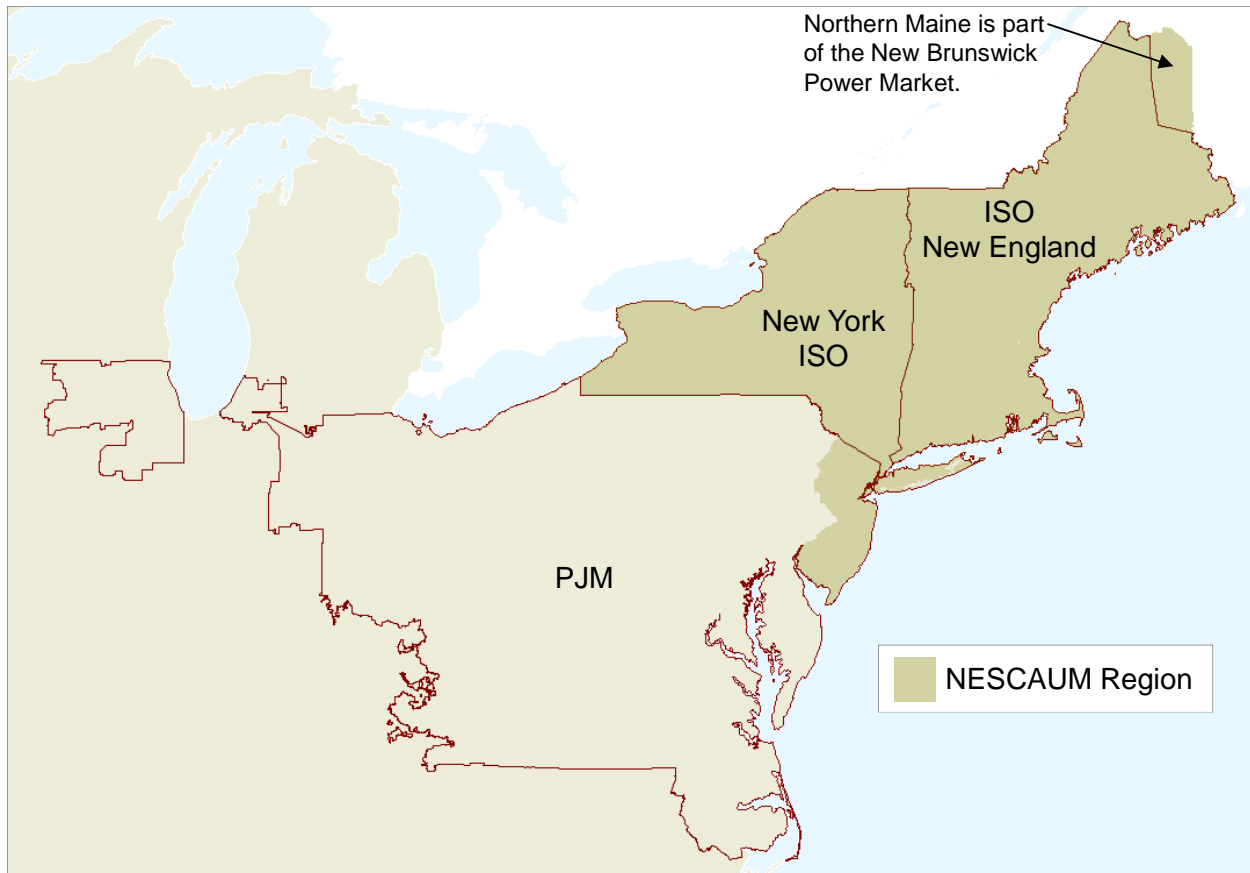 Northern Maine is part
of the New Brunswick
Power Market.
ISO
New England
New York
ISO
PJM
NESCAUM Region